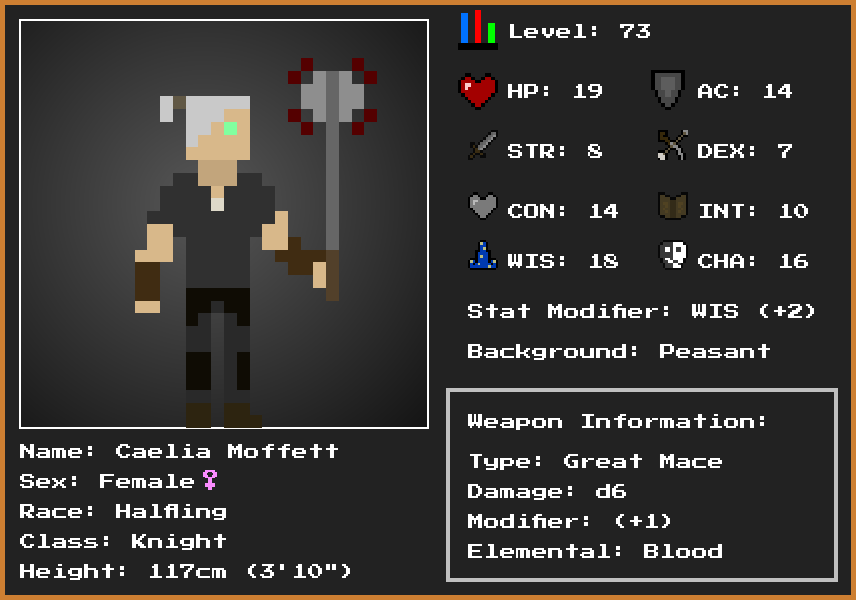 Level: 73
HP: 19
AC: 14
STR: 8
DEX: 7
CON: 14
INT: 10
WIS: 18
CHA: 16
Stat Modifier: WIS (+2)
Background: Peasant
Weapon Information:
Type: Great Mace
Damage: d6
Modifier: (+1)
Elemental: Blood
Name: Caelia Moffett
Sex: Female♀
Race: Halfling
Class: Knight
Height: 117cm (3'10")